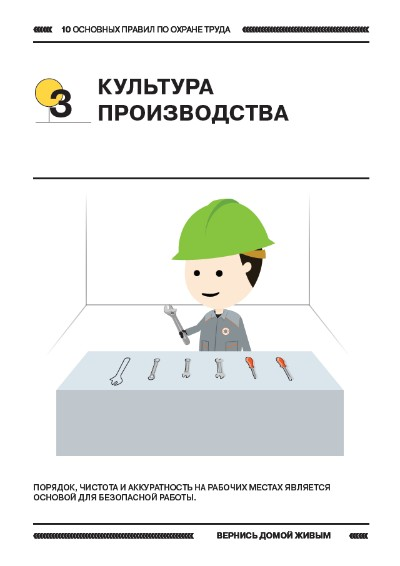 10 ОСНОВНЫХ ПРАВИЛ ПО ОХРАНЕ ТРУДА
3
КУЛЬТУРА
ПРОИЗВОДСТВА
ПОРЯДОК, ЧИСТОТА И АККУРАТНОСТЬ НА РАБОЧИХ МЕСТАХ ЯВЛЯЕТСЯ
ОСНОВОЙ ДЛЯ БЕЗОПАСНОЙ РАБОТЫ.
ВЕРНИСЬ ДОМОЙ ЖИВЫМ